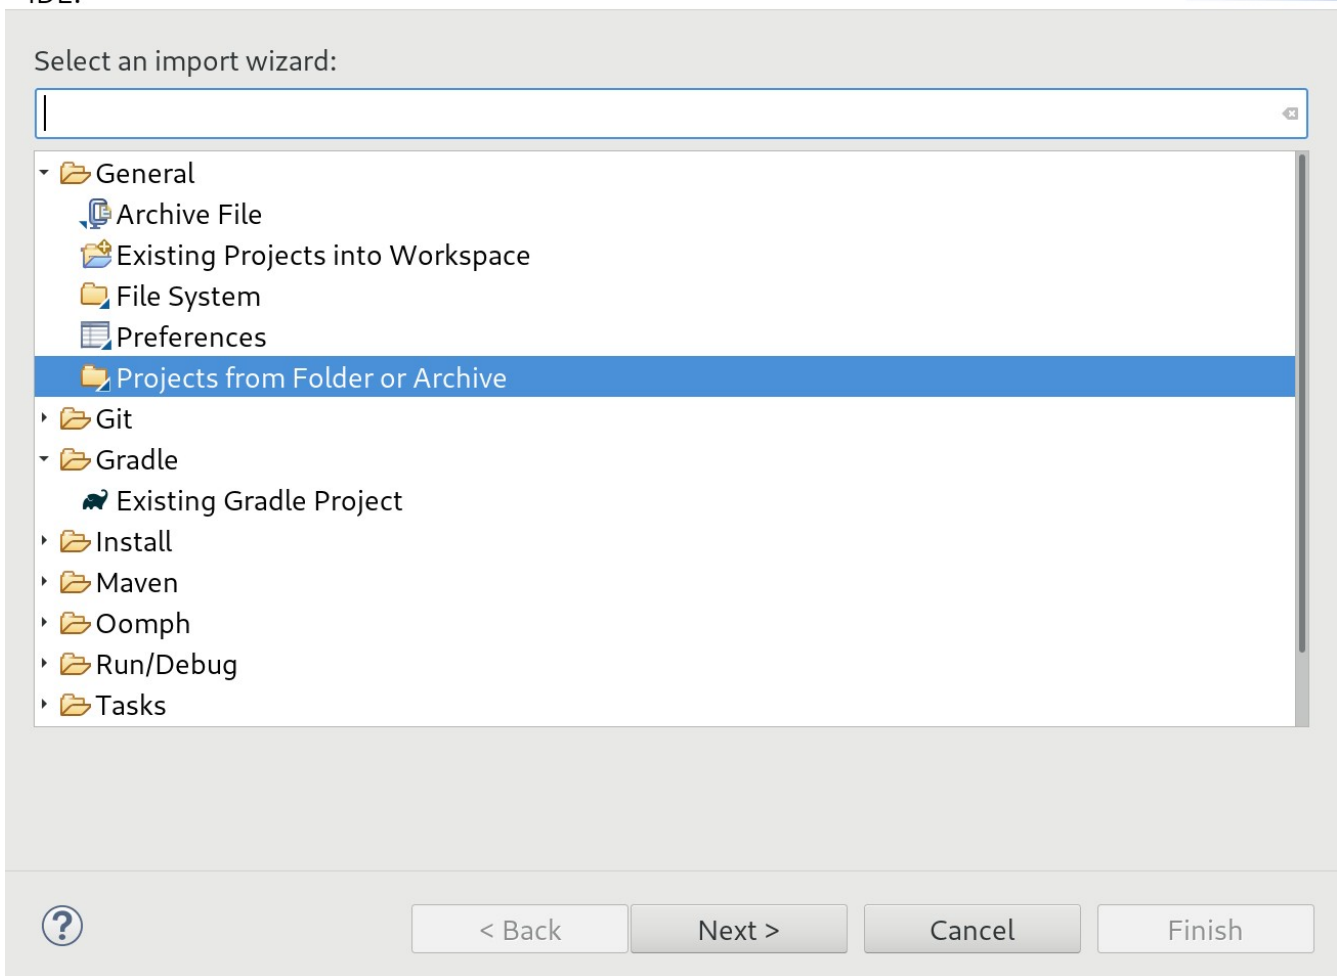 IDE.
Select an import wizard:
General
Archive File
Existing Projects into Workspace
File System
Preferences
Projects from Folder or Archive
Git
Gradle
Existing Gradle Project
Install
Maven
Oomph
Run/Debug
Tasks
?
< Back
Next >
Cancel
Finish